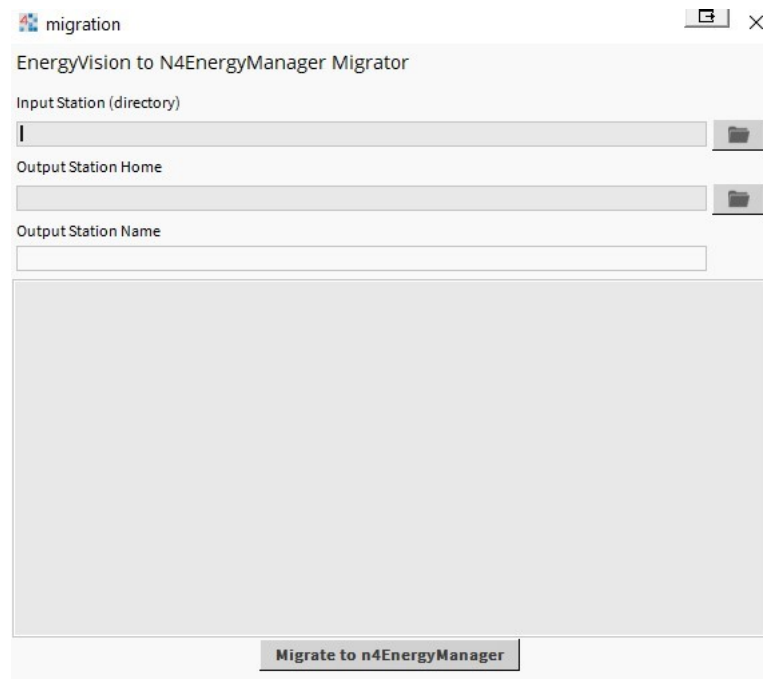 migration
EnergyVision to N4EnergyManager Migrator
Input Station (directory)
Output Station Home
Output Station Name
Migrate to n4EnergyManager